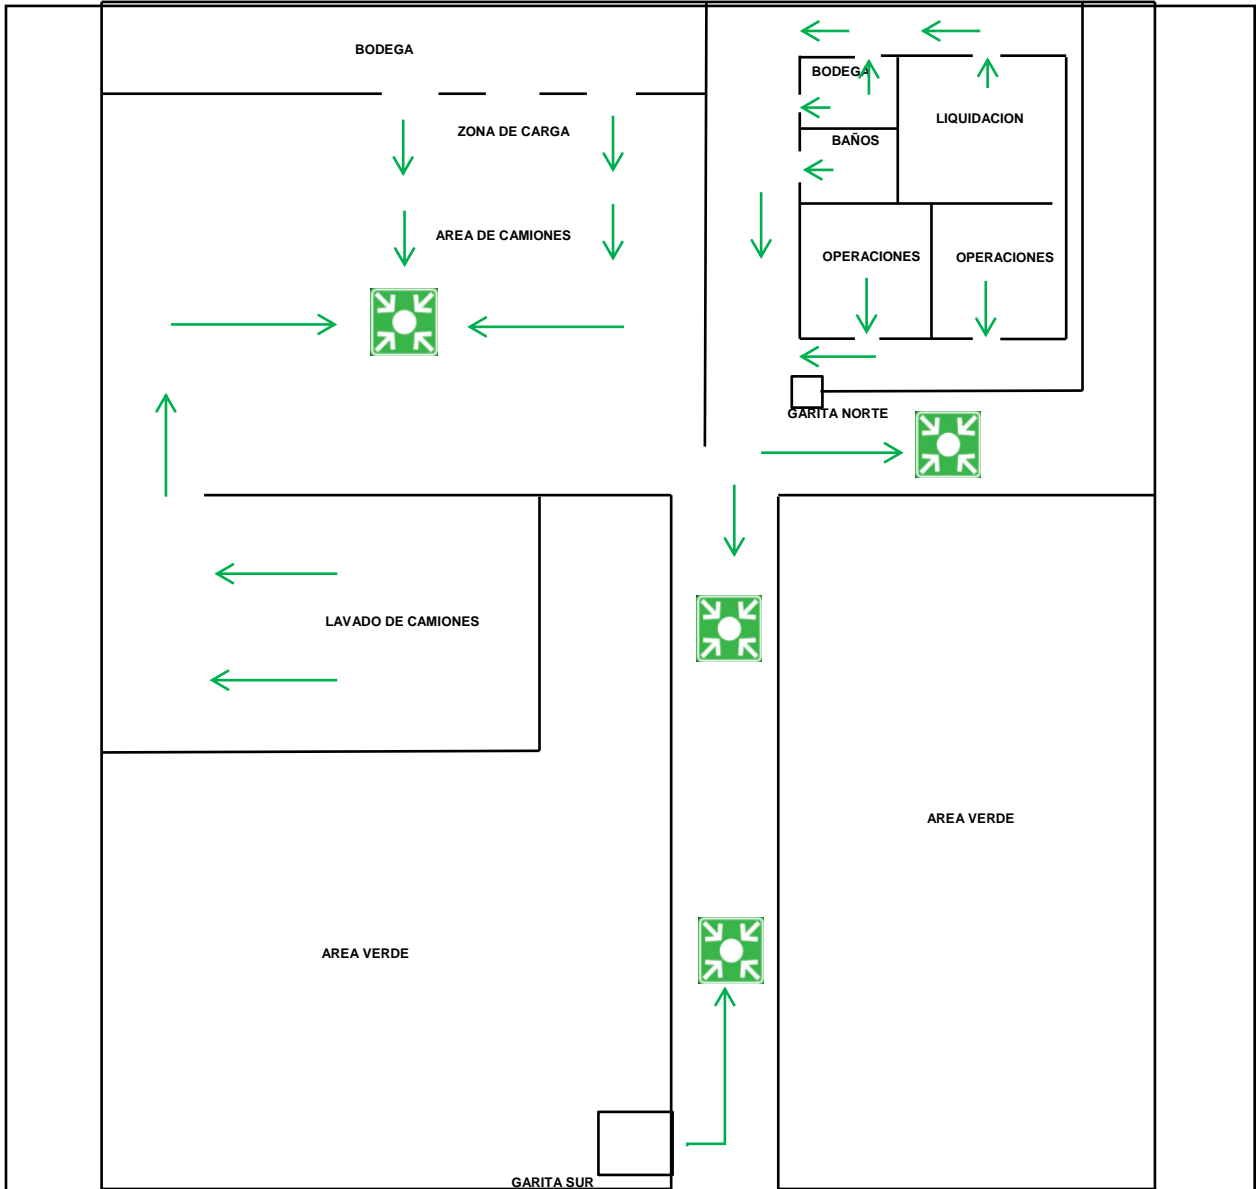 BODEGA
BODEGA
ZONA DE CARGA
LIQUIDACION
BAÑOS
AREA DE CAMIONES
OPERACIONES
OPERACIONES
GARITA NORTE
LAVADO DE CAMIONES
AREA VERDE
AREA VERDE
GARITA SUR